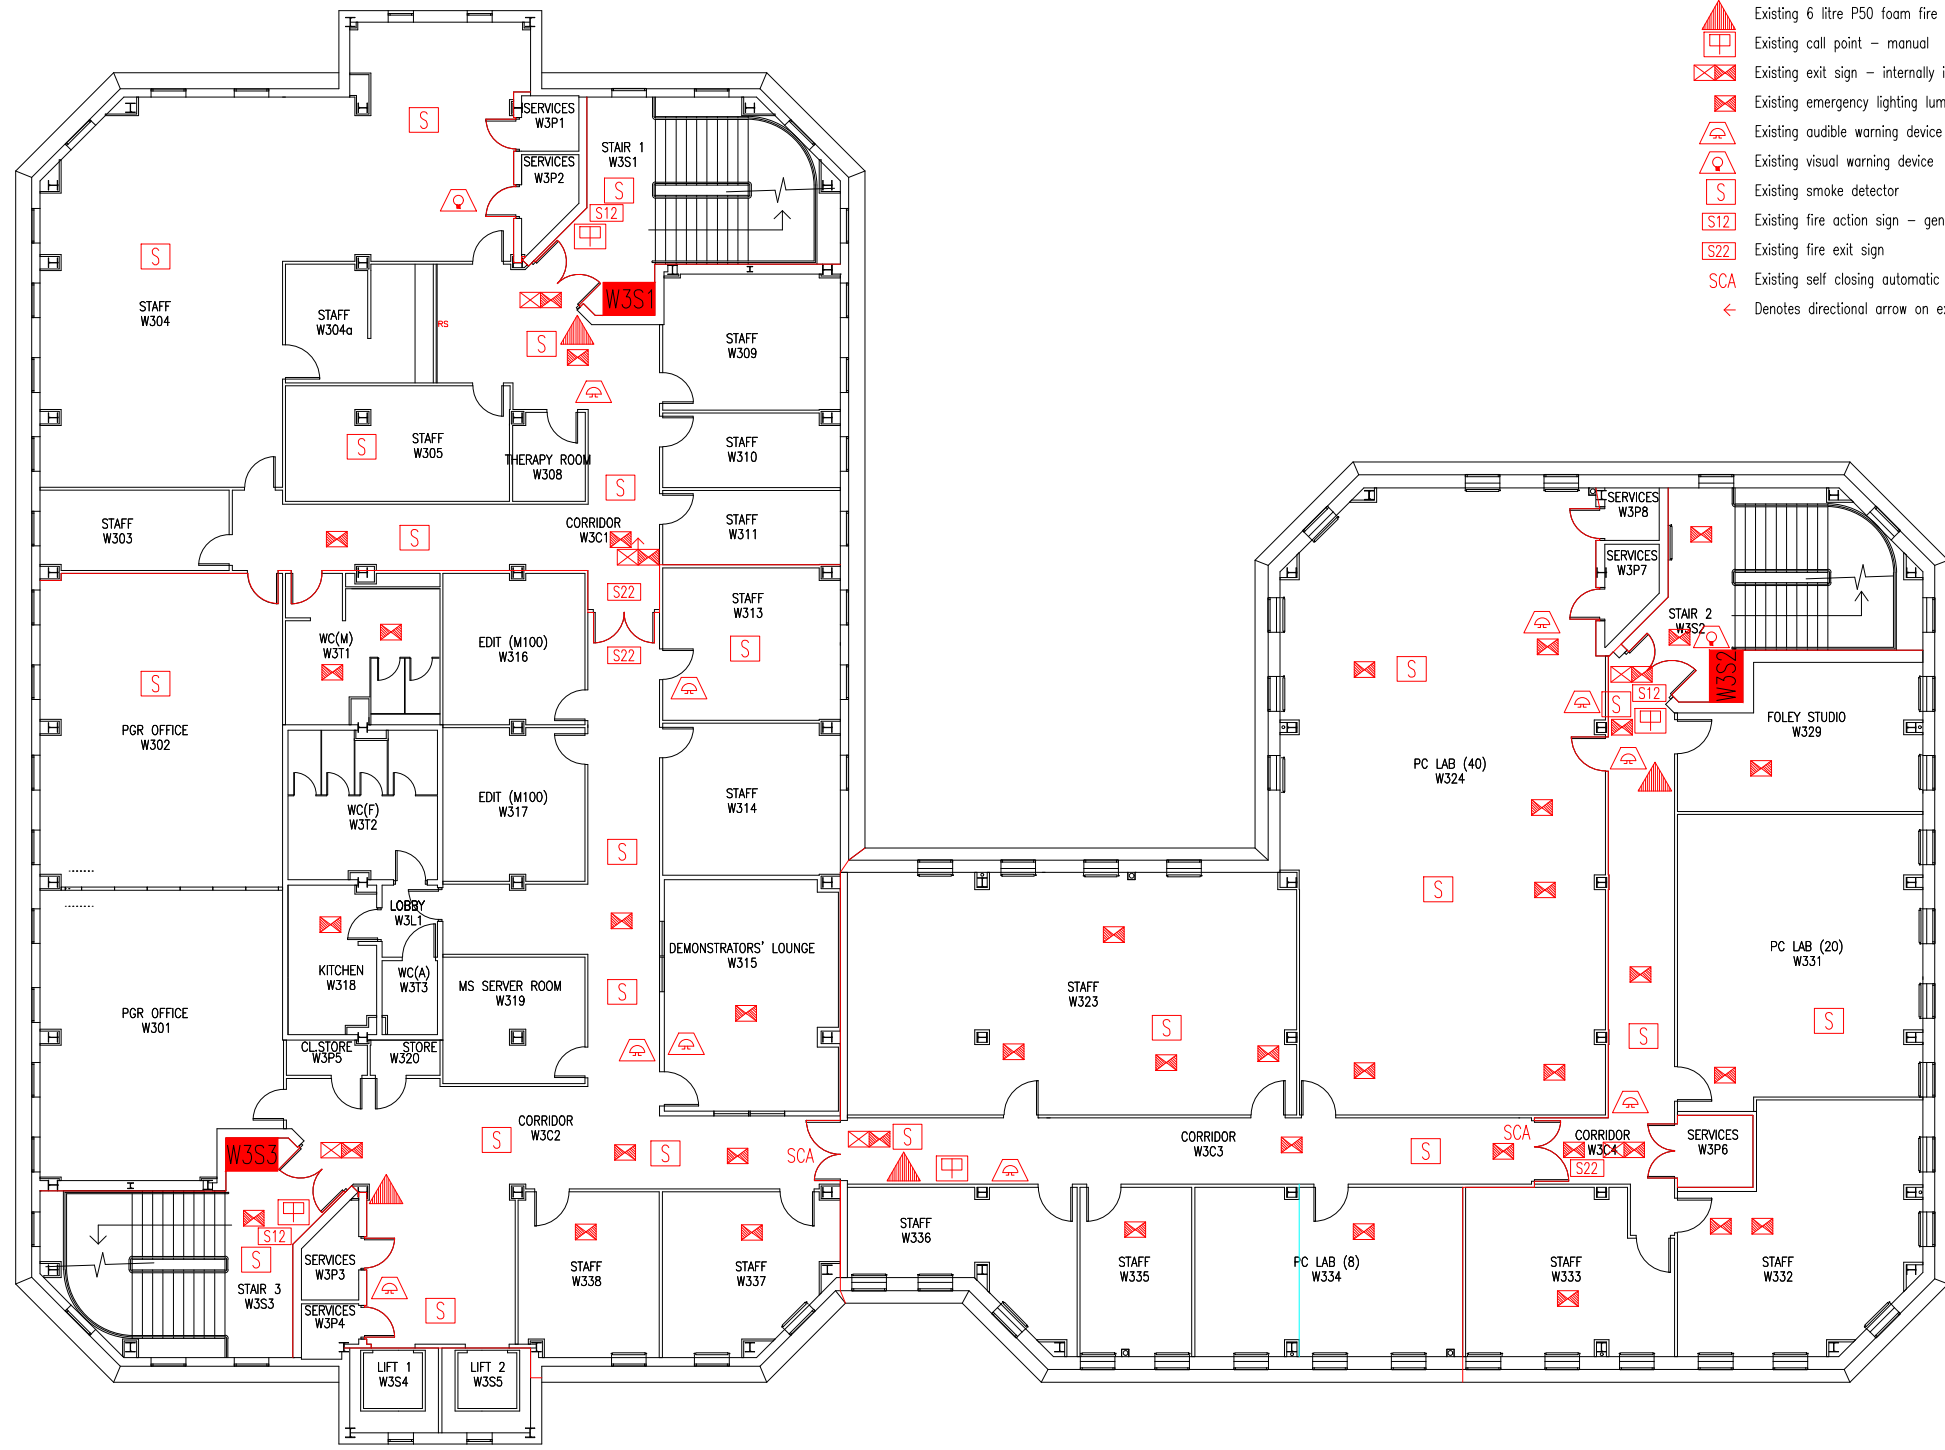 Existing 6 litre P50 foam fire
Existing call point – manual
Existing exit sign – internally i
Existing emergency lighting lum
Existing audible warning device
Existing visual warning device
S Existing smoke detector
S12 Existing fire action sign – gen
S22 Existing fire exit sign
SCA Existing self closing automatic
← Denotes directional arrow on ex
SERVICES
W3P1
SERVICES
W3P2
STAIR 1
W3S1
S
S
S
S12
W3S1
STAFF
W304
STAFF
W304a
RS
S
STAFF
W309
STAFF
W305
S
THERAPY ROOM
W308
STAFF
W310
S
STAFF
W303
S
CORRIDOR
W3C1
STAFF
W311
S22
S22
WC(M)
W3T1
EDIT (M100)
W316
STAFF
W313
S
S
PGR OFFICE
W302
WC(F)
W3T2
EDIT (M100)
W317
STAFF
W314
S
LOBBY
W3L1
KITCHEN
W318
WC(A)
W3T3
MS SERVER ROOM
W319
S
DEMONSTRATORS' LOUNGE
W315
PGR OFFICE
W301
CL.STORE
W3P5
STORE
W320
CORRIDOR
W3C2
S
S
SCA
W3S3
S12
S
STAIR 3
W3S3
SERVICES
W3P3
SERVICES
W3P4
S
LIFT 1
W3S4
LIFT 2
W3S5
STAFF
W338
STAFF
W337
STAFF
W323
S
S
CORRIDOR
W3C3
S
SCA
CORRIDOR
W3C4
S22
SERVICES
W3P6
STAFF
W336
STAFF
W335
PC LAB (8)
W334
STAFF
W333
STAFF
W332
SERVICES
W3P8
SERVICES
W3P7
STAIR 2
W3S2
W3S2
S12
S
S
PC LAB (40)
W324
S
FOLEY STUDIO
W329
PC LAB (20)
W331
S
S